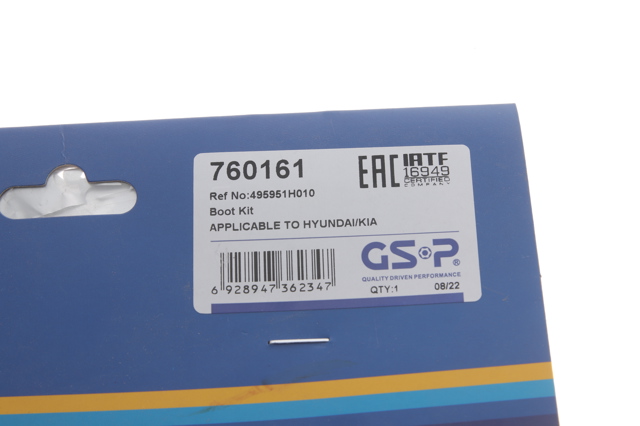 760161
EAC IATF
16949
CERTIFIED
COMPANY
Ref No:495951H010
Boot Kit
APPLICABLE TO HYUNDAI/KIA
GSP®
QUALITY DRIVEN PERFORMANCE
6 928947 362347
QTY:1 08/22